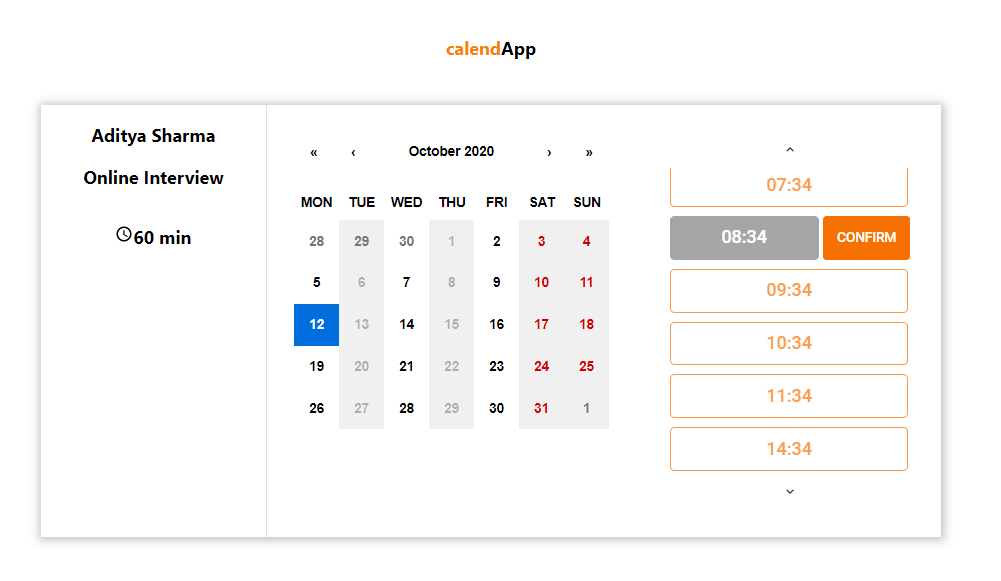 calendApp
Aditya Sharma
Online Interview
60 min
« ‹ October 2020 › »
MON TUE WED THU FRI SAT SUN
28 29 30 1 2 3 4
5 6 7 8 9 10 11
12 13 14 15 16 17 18
19 20 21 22 23 24 25
26 27 28 29 30 31 1
07:34
08:34 CONFIRM
09:34
10:34
11:34
14:34